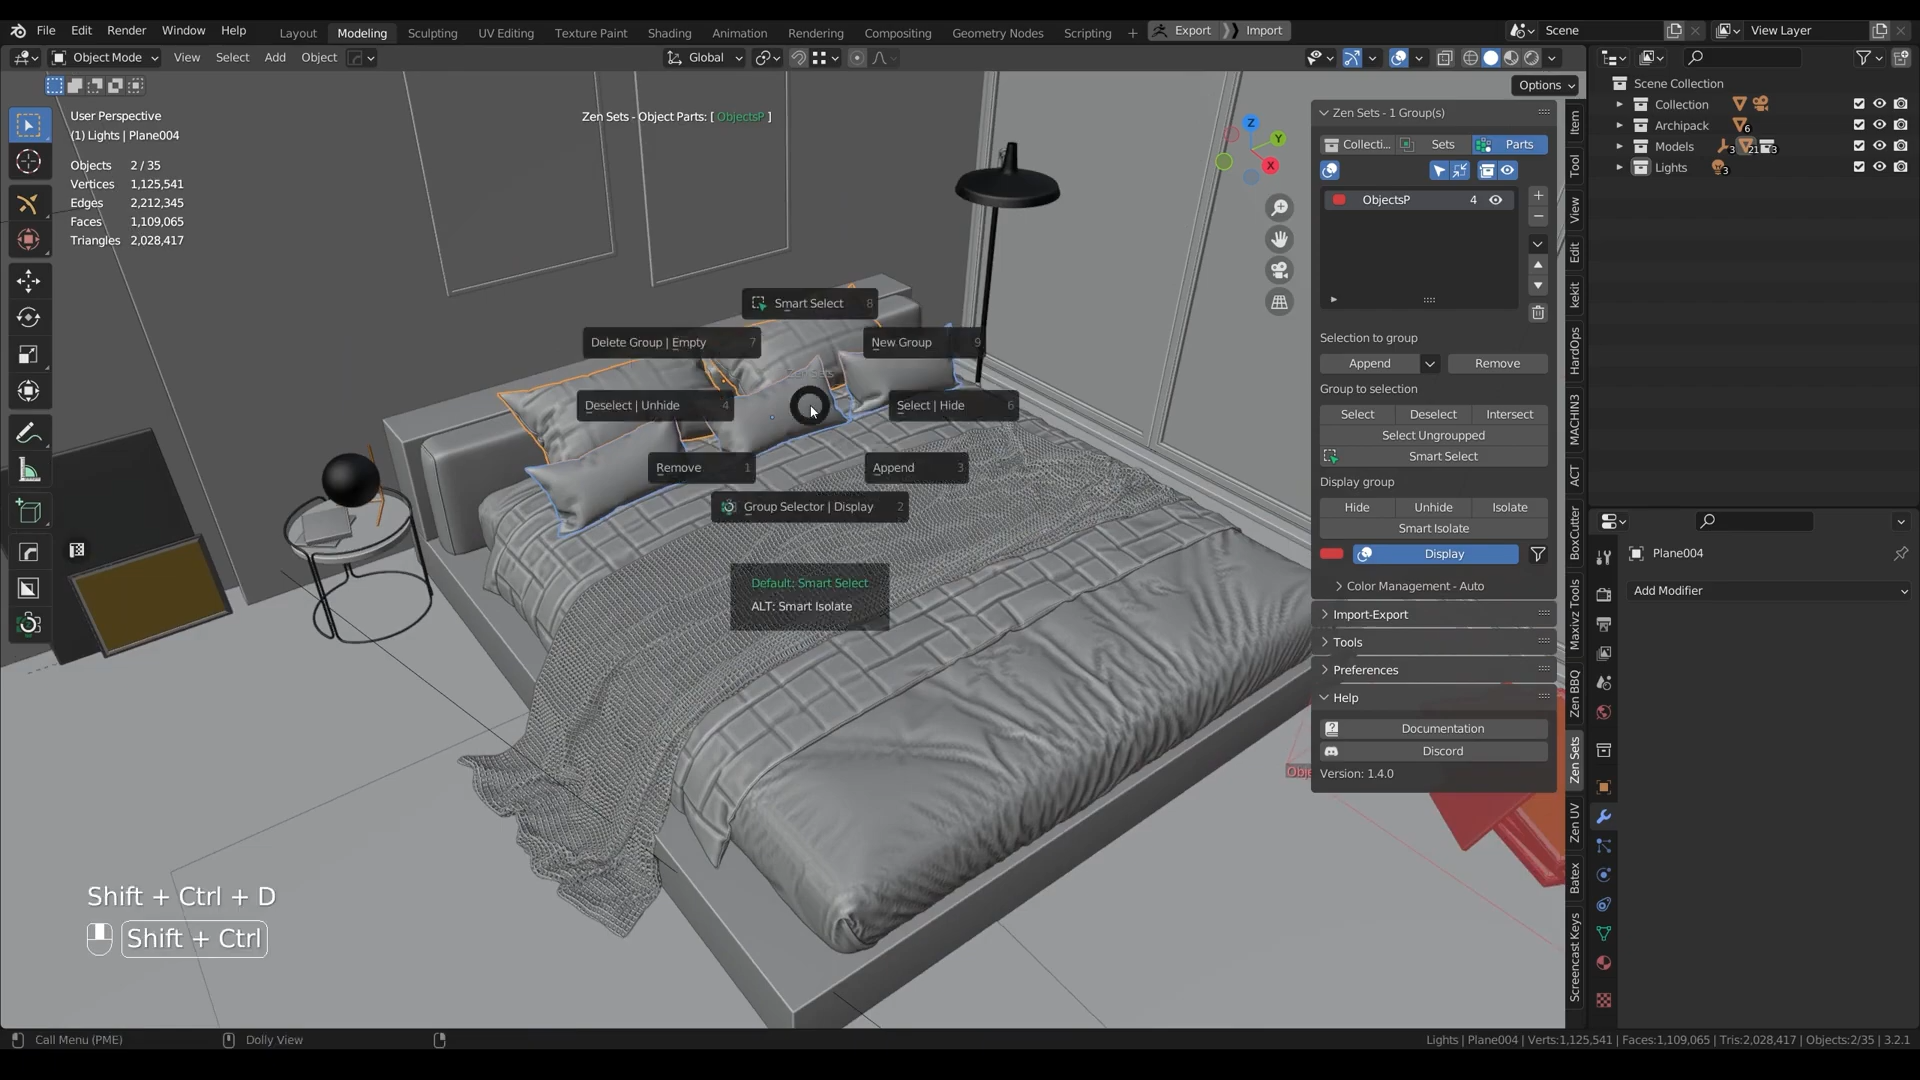 File Edit Render Window Help Layout Modeling Sculpting UV Editing Texture Paint Shading Animation Rendering Compositing Geometry Nodes Scripting + Export Import Scene View Layer
Object Mode View Select Add Object Global
Options
User Perspective
(1) Lights | Plane004
Objects 2 / 35
Vertices 1,125,541
Edges 2,212,345
Faces 1,109,065
Triangles 2,028,417
Zen Sets - Object Parts: [ ObjectsP ]
Z
Y
X
Smart Select 8
Delete Group | Empty 7
New Group 9
Zen Sets
Deselect | Unhide 4
Select | Hide 6
Remove 1
Append 3
Group Selector | Display 2
Default: Smart Select
ALT: Smart Isolate
Shift + Ctrl + D
Shift + Ctrl
Zen Sets - 1 Group(s)
Collecti... Sets Parts
ObjectsP 4
Selection to group
Append Remove
Group to selection
Select Deselect Intersect
Select Ungroupped
Smart Select
Display group
Hide Unhide Isolate
Smart Isolate
Display
Color Management - Auto
Import-Export
Tools
Preferences
Help
Documentation
Discord
Version: 1.4.0
Obj
Item
Tool
View
Edit
kekit
HardOps
MACHIN3
ACT
BoxCutter
Maxivz Tools
Zen BBQ
Zen Sets
Zen UV
Batex
Screencast Keys
Scene Collection
Collection
Archipack 6
Models 3 21 3
Lights 3
Plane004
Add Modifier
Call Menu (PME) Dolly View Lights | Plane004 | Verts:1,125,541 | Faces:1,109,065 | Tris:2,028,417 | Objects:2/35 | 3.2.1